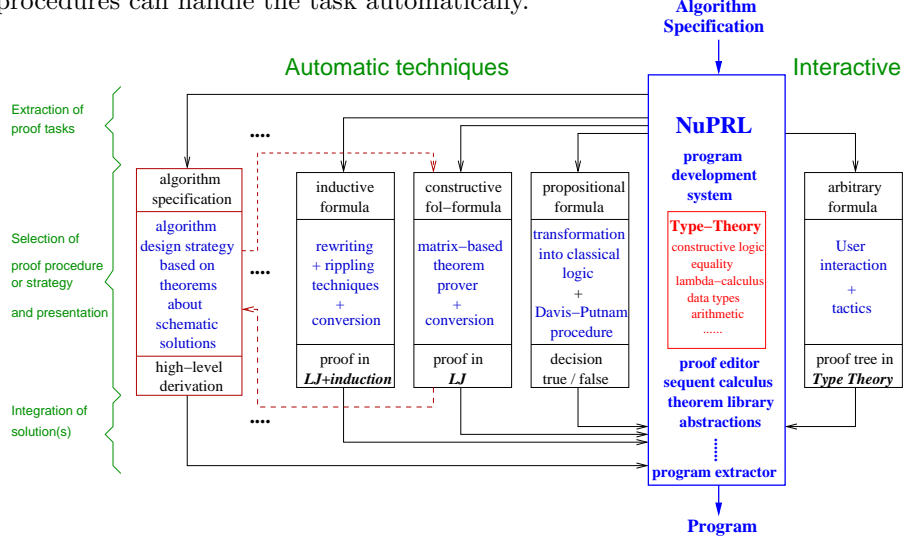 procedures can handle the task automatically.
Algorithm
Specification
Automatic techniques
Interactive
Extraction of
proof tasks
Selection of
proof procedure
or strategy
and presentation
Integration of
solution(s)
....
....
....
algorithm
specification
algorithm
design strategy
based on
theorems
about
schematic
solutions
high−level
derivation
inductive
formula
rewriting
+ rippling
techniques
+
conversion
proof in
LJ+induction
constructive
fol−formula
matrix−based
theorem
prover
+
conversion
proof in
LJ
propositional
formula
transformation
into classical
logic
+
Davis−Putnam
procedure
decision
true / false
NuPRL
program
development
system
Type−Theory
constructive logic
equality
lambda−calculus
data types
arithmetic
......
proof editor
sequent calculus
theorem library
abstractions
program extractor
arbitrary
formula
User
interaction
+
tactics
proof tree in
Type Theory
Program